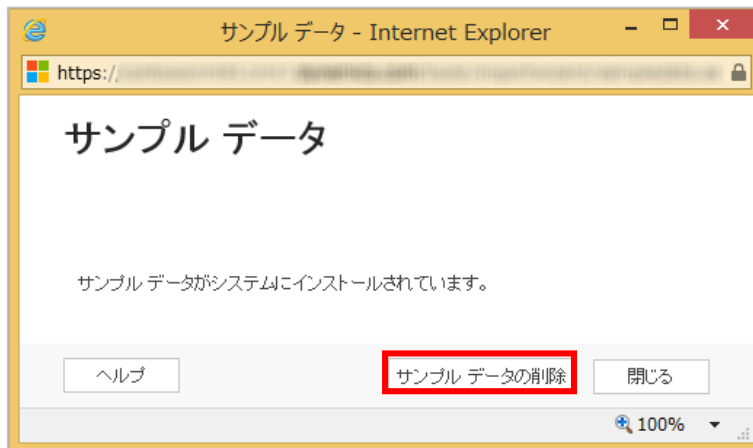 サンプル データ - Internet Explorer
https:/
サンプル データ
サンプル データがシステムにインストールされています。
ヘルプ
サンプル データの削除
閉じる
100%